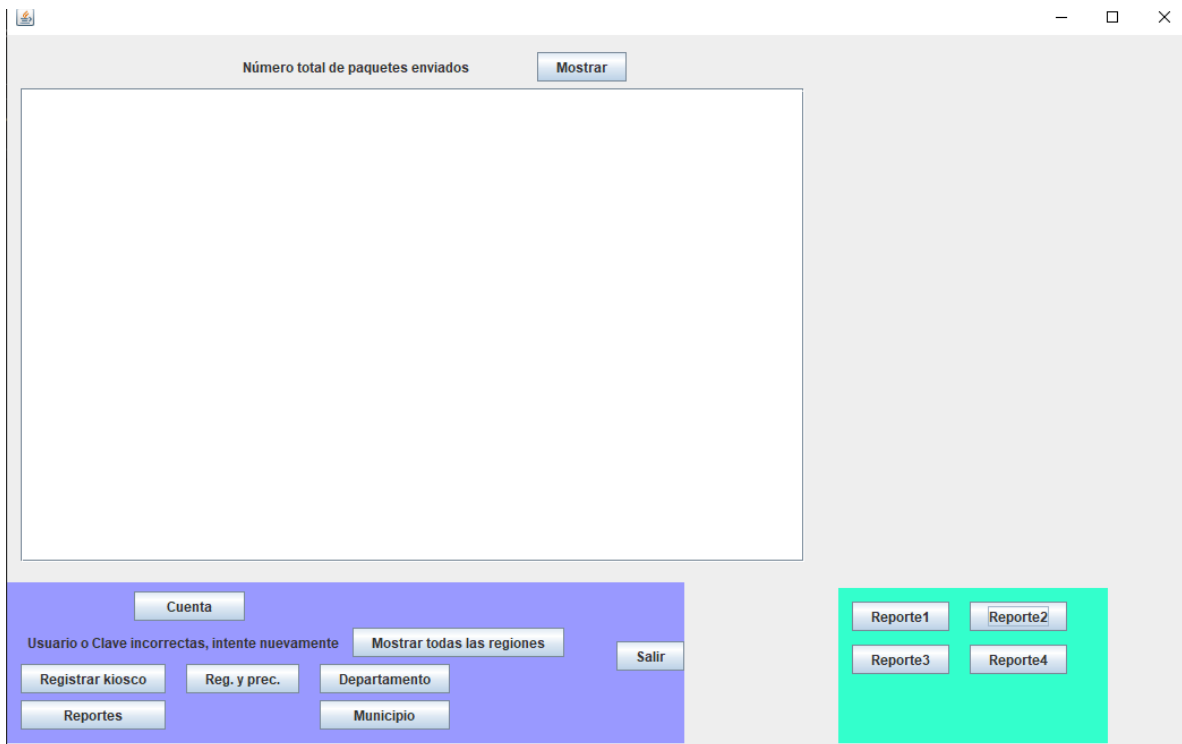 Número total de paquetes enviados Mostrar
Cuenta
Usuario o Clave incorrectas, intente nuevamente Mostrar todas las regiones
Salir
Registrar kiosco Reg. y prec. Departamento
Reportes Municipio
Reporte1 Reporte2
Reporte3 Reporte4